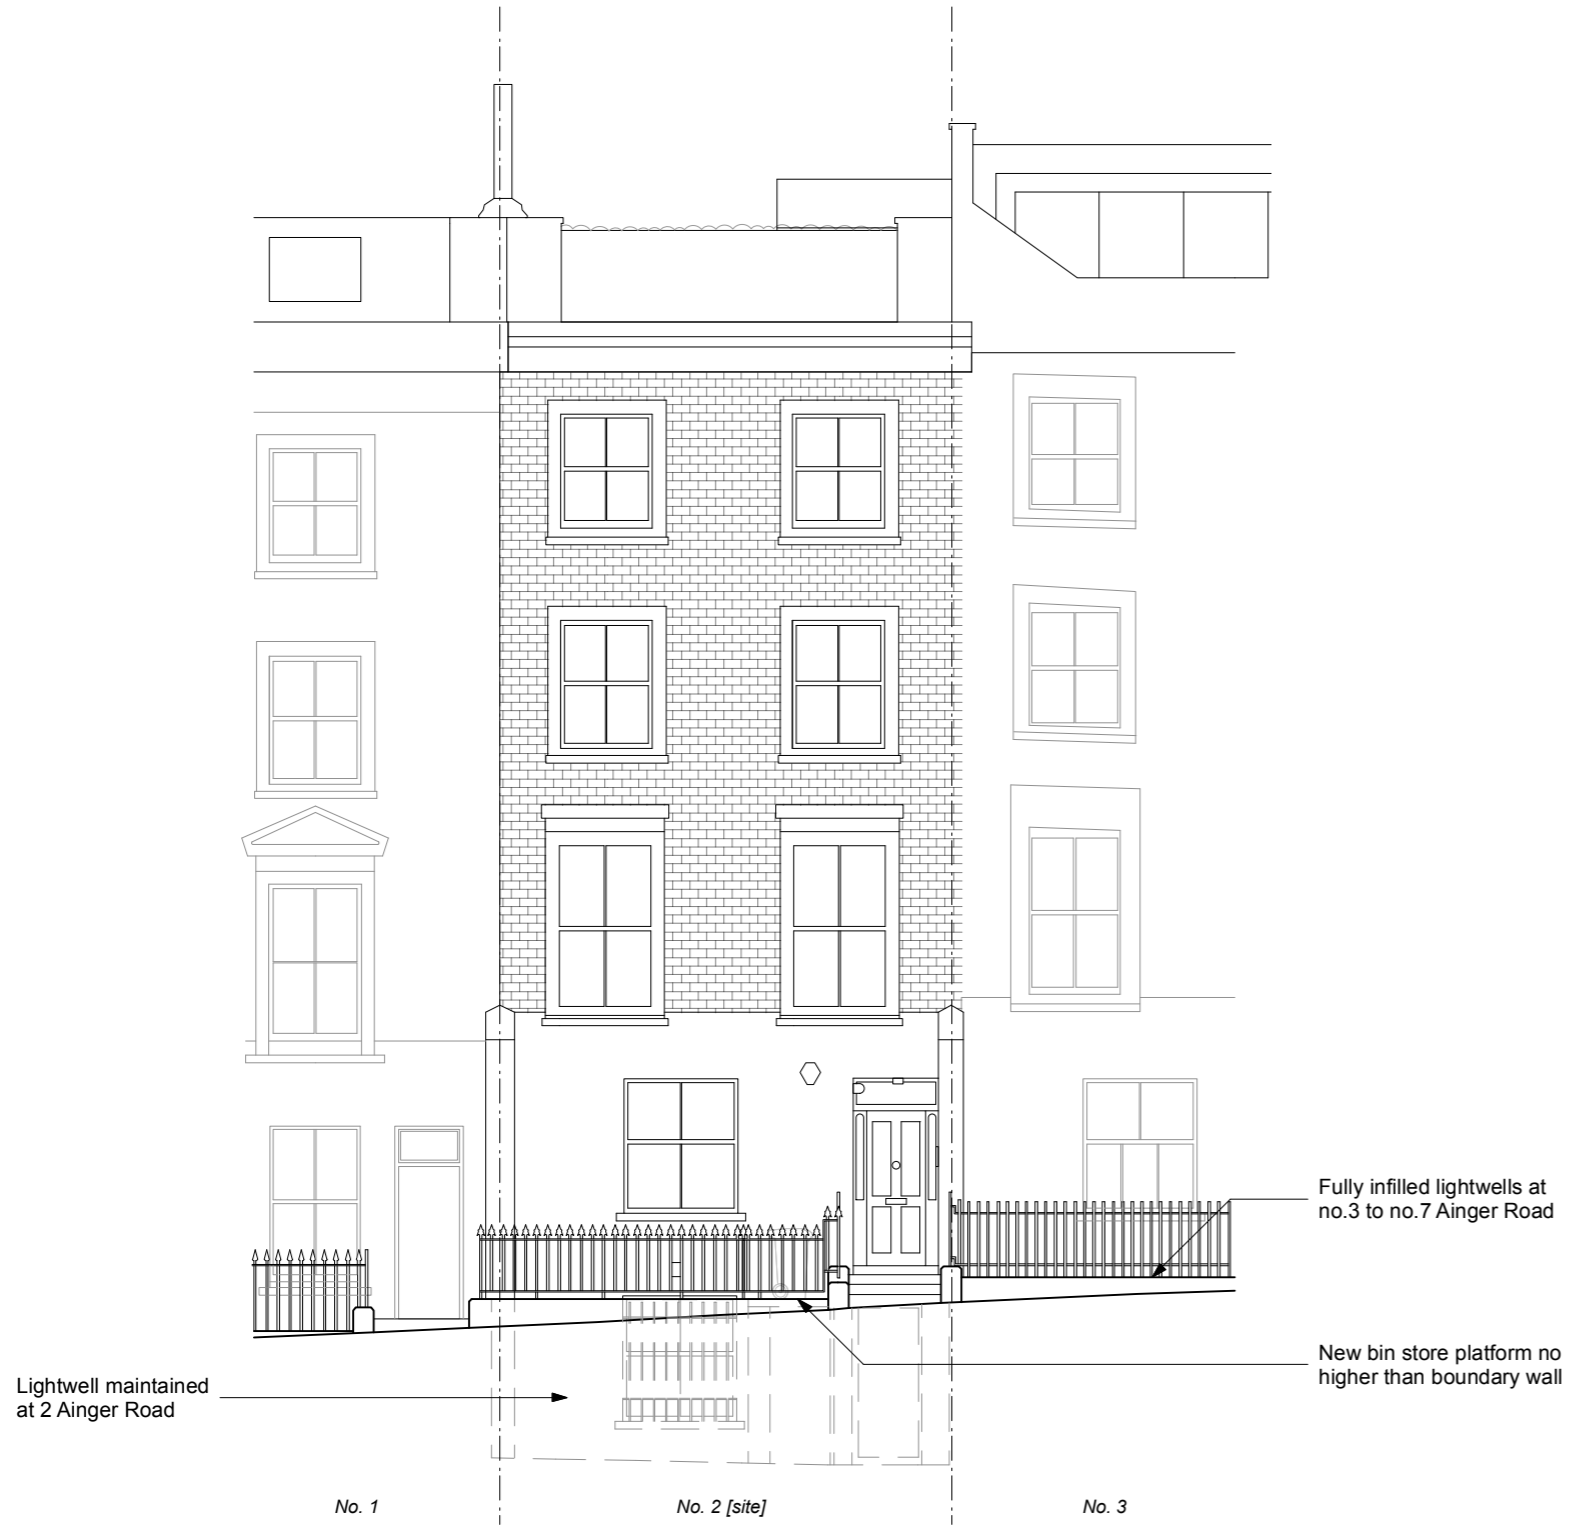 Fully infilled lightwells at
no.3 to no.7 Ainger Road
New bin store platform no
higher than boundary wall
Lightwell maintained
at 2 Ainger Road
No. 1
No. 2 [site]
No. 3